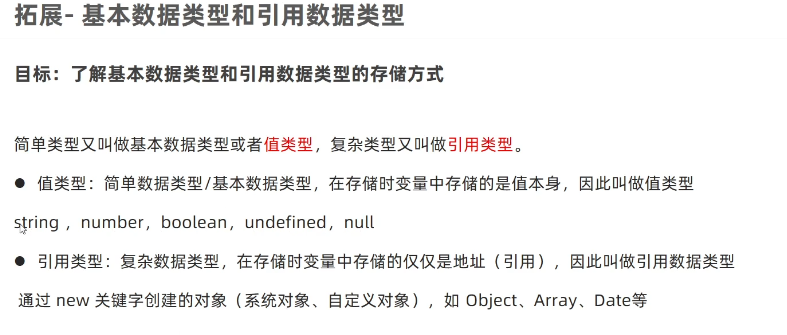 拓展- 基本数据类型和引用数据类型
目标：了解基本数据类型和引用数据类型的存储方式
简单类型又叫做基本数据类型或者值类型，复杂类型又叫做引用类型。
● 值类型：简单数据类型/基本数据类型，在存储时变量中存储的是值本身，因此叫做值类型
string ，number，boolean，undefined，null
● 引用类型：复杂数据类型，在存储时变量中存储的仅仅是地址（引用），因此叫做引用数据类型
通过 new 关键字创建的对象（系统对象、自定义对象），如 Object、Array、Date等